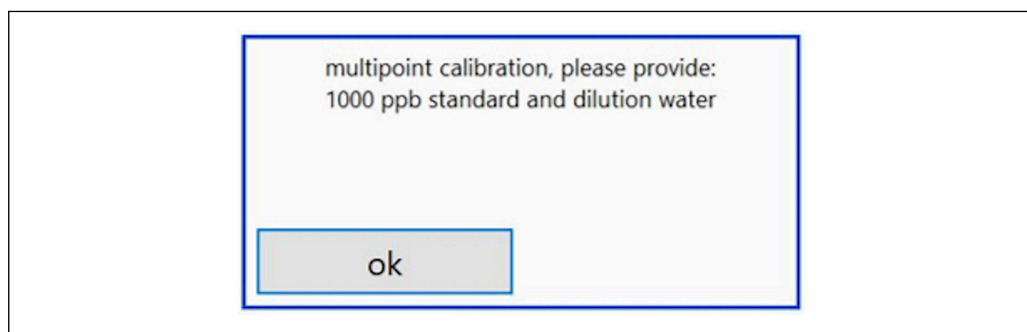 multipoint calibration, please provide:
1000 ppb standard and dilution water
ok